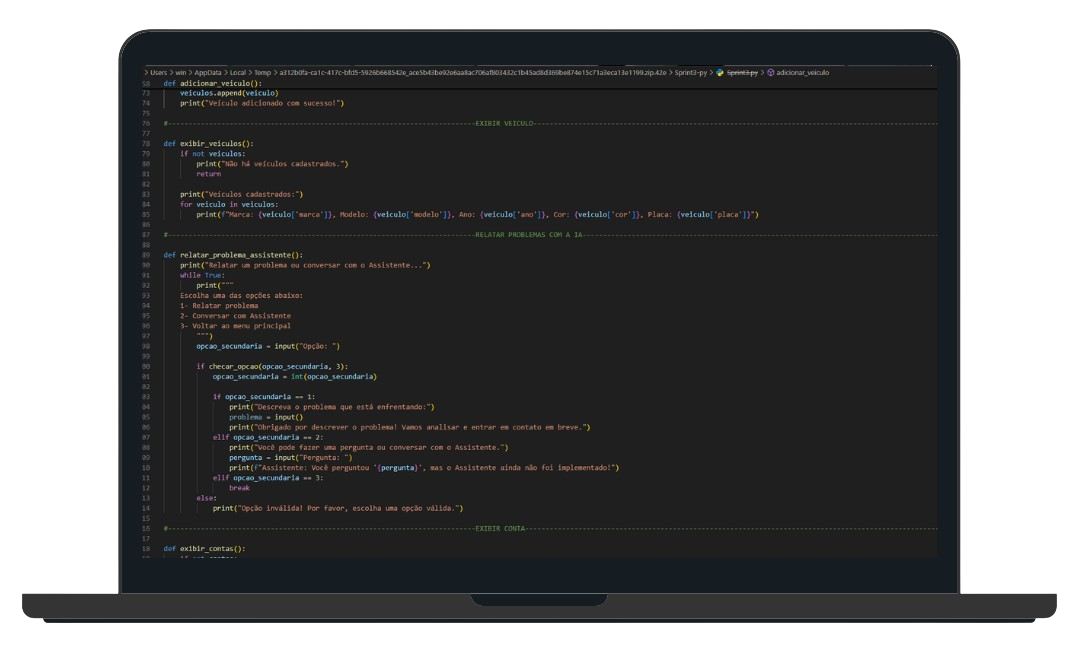 > Users > win > AppData > Local > Temp > > Sprint3-py > Sprint3.py > adicionar_veiculo
58 def adicionar_veiculo():
73 veiculos.append(veiculo)
74 print("Veículo adicionado com sucesso!")
75
76 #---EXIBIR VEICULO---
77
78 def exibir_veiculos():
79 if not veiculos:
80 print("Não há veículos cadastrados.")
81 return
82
83 print("Veículos cadastrados:")
84 for veiculo in veiculos:
85 print(f"Marca: {veiculo['marca']}, Modelo: {veiculo['modelo']}, Ano: {veiculo['ano']}, Cor: {veiculo['cor']}, Placa: {veiculo['placa']}")
86
87 #---RELATAR PROBLEMAS COM A IA---
88
89 def relatar_problema_assistente():
90 print("Relatar um problema ou conversar com o Assistente...")
91 while True:
92 print("""
93 Escolha uma das opções abaixo:
94 1- Relatar problema
95 2- Conversar com Assistente
96 3- Voltar ao menu principal
97 """)
98 opcao_secundaria = input("Opção: ")
99
00 if checar_opcao(opcao_secundaria, 3):
01 opcao_secundaria = int(opcao_secundaria)
02
03 if opcao_secundaria == 1:
04 print("Descreva o problema que está enfrentando:")
05 problema = input()
06 print("Obrigado por descrever o problema! Vamos analisar e entrar em contato em breve.")
07 elif opcao_secundaria == 2:
08 print("Você pode fazer uma pergunta ou conversar com o Assistente.")
09 pergunta = input("Pergunta: ")
10 print(f"Assistente: Você perguntou '{pergunta}', mas o Assistente ainda não foi implementado!")
11 elif opcao_secundaria == 3:
12 break
13 else:
14 print("Opção inválida! Por favor, escolha uma opção válida.")
15
16 #---EXIBIR CONTA---
17
18 def exibir_contas():